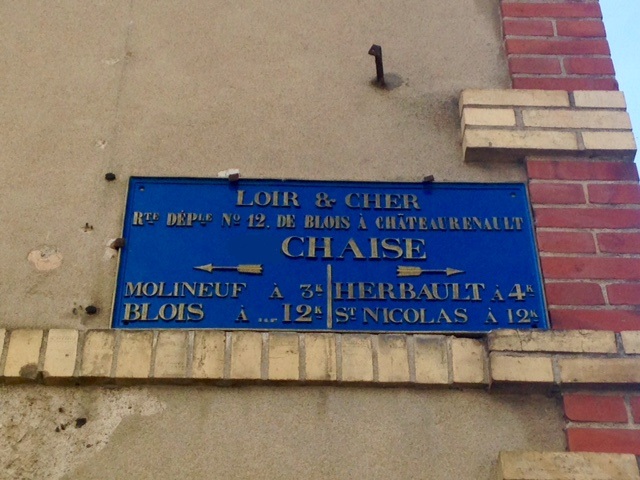 LOIR & CHER
RTE DÉPLE No 12. DE BLOIS À CHÂTEAURENAULT
CHAISE
MOLINEUF À 3K HERBAULT À 4K
BLOIS À ... 12K ST NICOLAS À 12K